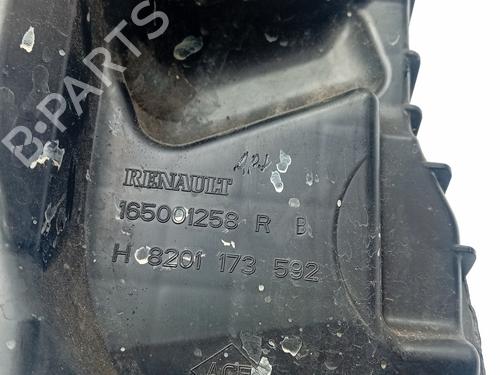 B-PARTS
RENAULT
165001258 R B
H 8201 173 592